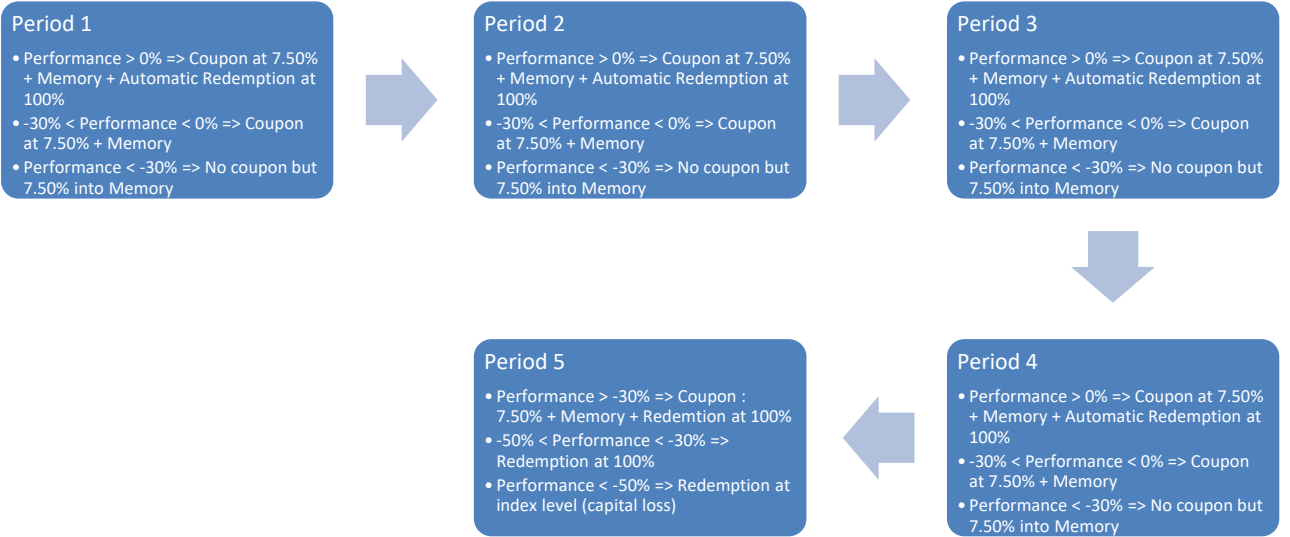 Period 1
• Performance > 0% => Coupon at 7.50%
+ Memory + Automatic Redemption at
100%
• -30% < Performance < 0% => Coupon
at 7.50% + Memory
• Performance < -30% => No coupon but
7.50% into Memory
Period 2
• Performance > 0% => Coupon at 7.50%
+ Memory + Automatic Redemption at
100%
• -30% < Performance < 0% => Coupon
at 7.50% + Memory
• Performance < -30% => No coupon but
7.50% into Memory
Period 3
• Performance > 0% => Coupon at 7.50%
+ Memory + Automatic Redemption at
100%
• -30% < Performance < 0% => Coupon
at 7.50% + Memory
• Performance < -30% => No coupon but
7.50% into Memory
Period 4
• Performance > 0% => Coupon at 7.50%
+ Memory + Automatic Redemption at
100%
• -30% < Performance < 0% => Coupon
at 7.50% + Memory
• Performance < -30% => No coupon but
7.50% into Memory
Period 5
• Performance > -30% => Coupon :
7.50% + Memory + Redemtion at 100%
• -50% < Performance < -30% =>
Redemption at 100%
• Performance < -50% => Redemption at
index level (capital loss)